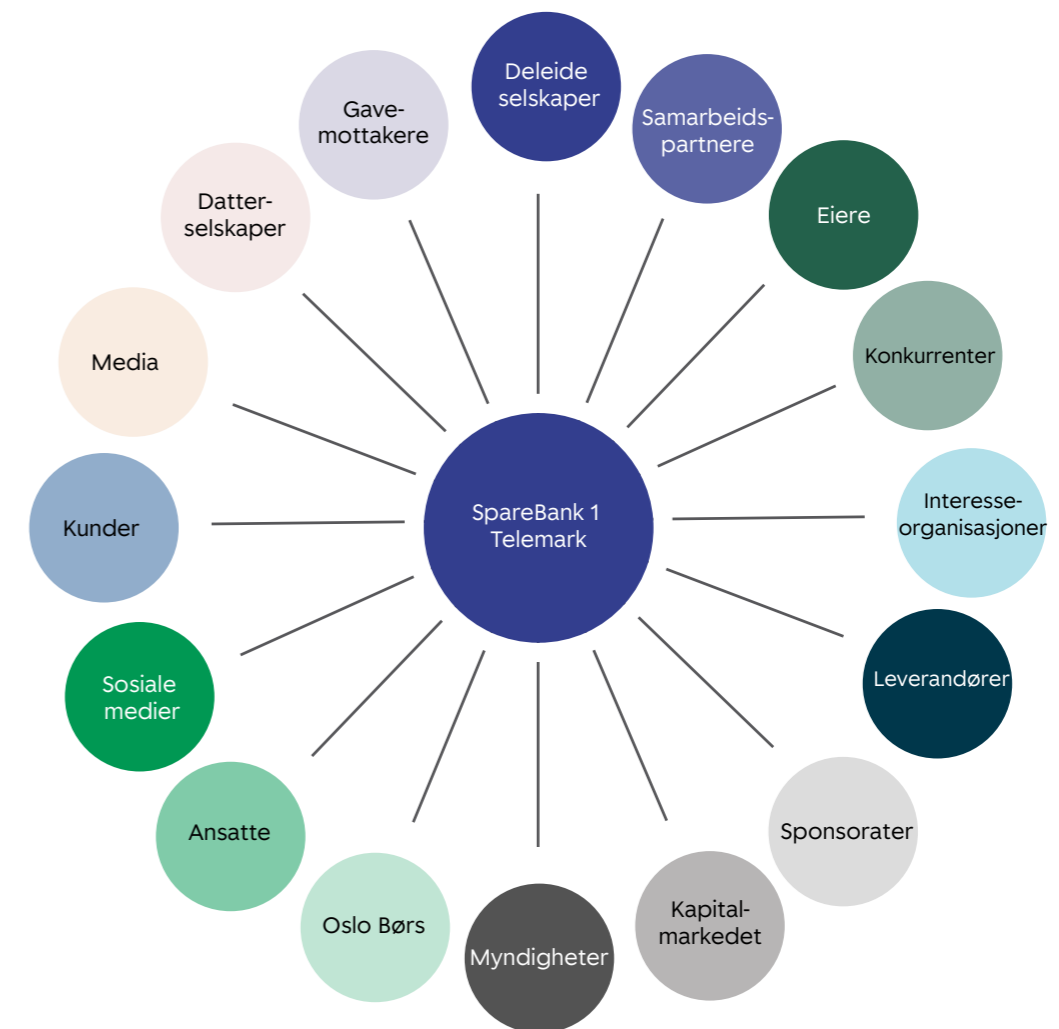 Deleide
selskaper
Samarbeids-
partnere
Eiere
Konkurrenter
Interesse-
organisasjoner
Leverandører
Sponsorater
Kapital-
markedet
Myndigheter
Oslo Børs
Ansatte
Sosiale
medier
Kunder
Media
Datter-
selskaper
Gave-
mottakere
SpareBank 1
Telemark